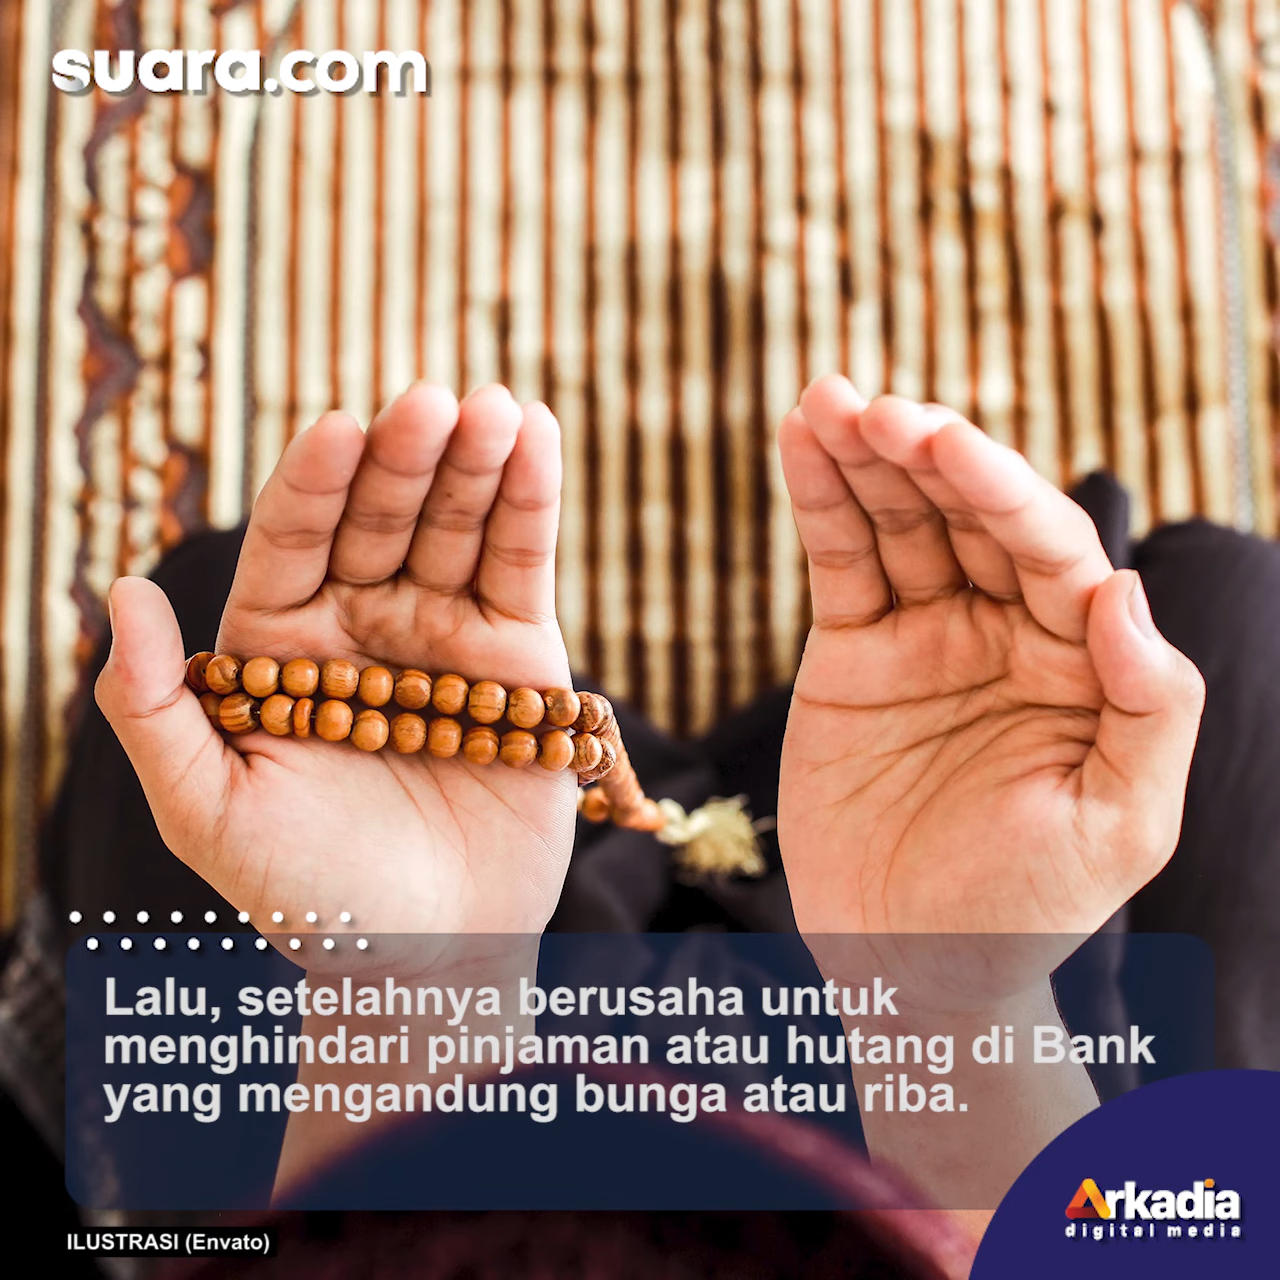 suara.com
Lalu, setelahnya berusaha untuk
menghindari pinjaman atau hutang di Bank
yang mengandung bunga atau riba.
ILUSTRASI (Envato)
Arkadia
digital media